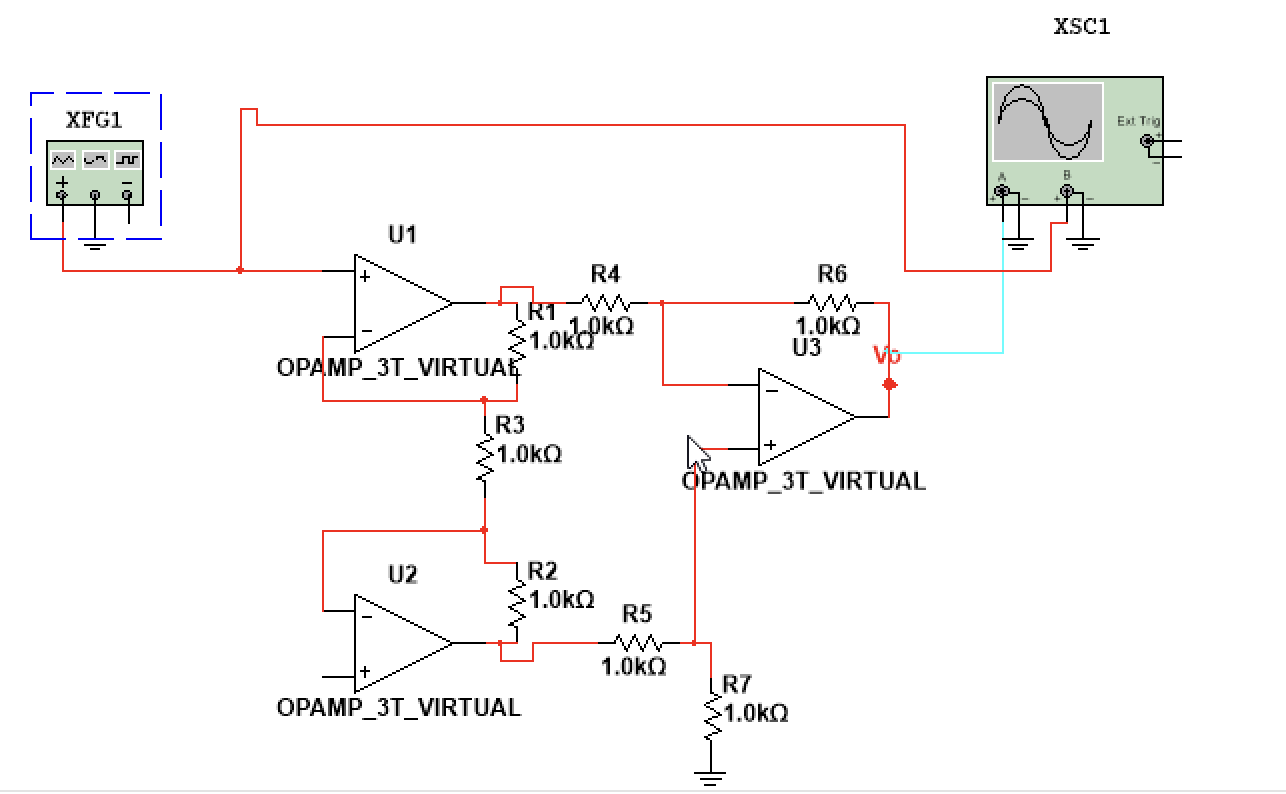 XSC1
XFG1
Ext Trig
A
B
U1
R4
1.0kΩ
R6
1.0kΩ
R1
1.0kΩ
OPAMP_3T_VIRTUAL
U3
Vo
R3
1.0kΩ
OPAMP_3T_VIRTUAL
U2
R2
1.0kΩ
R5
1.0kΩ
OPAMP_3T_VIRTUAL
R7
1.0kΩ